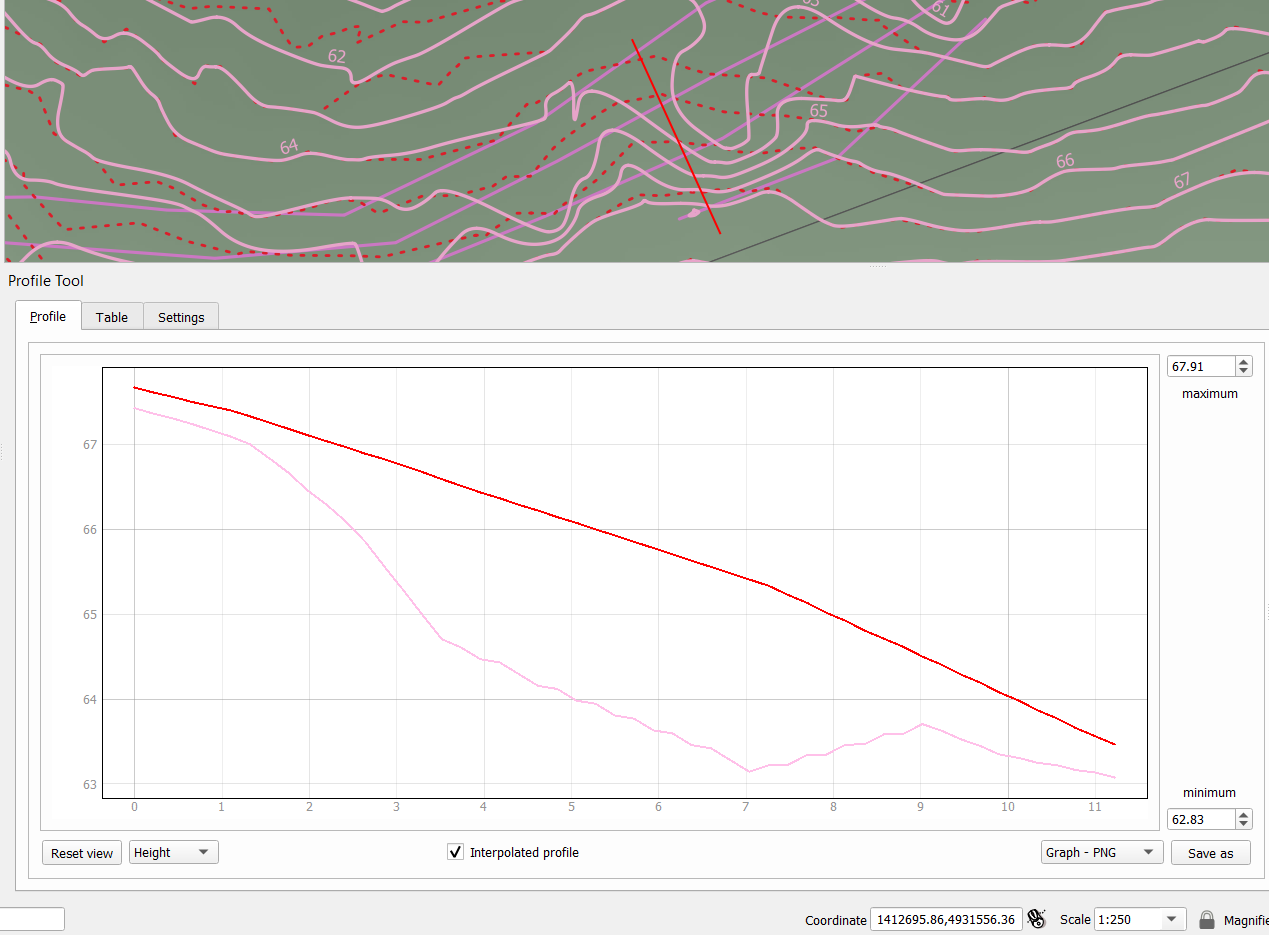 63
61
62
65
64
66
67
Profile Tool
Profile
Table
Settings
67.91
maximum
67
66
65
64
63
minimum
62.83
0 1 2 3 4 5 6 7 8 9 10 11
Reset view
Height
Interpolated profile
Graph - PNG
Save as
Coordinate 1412695.86,4931556.36 Scale 1:250